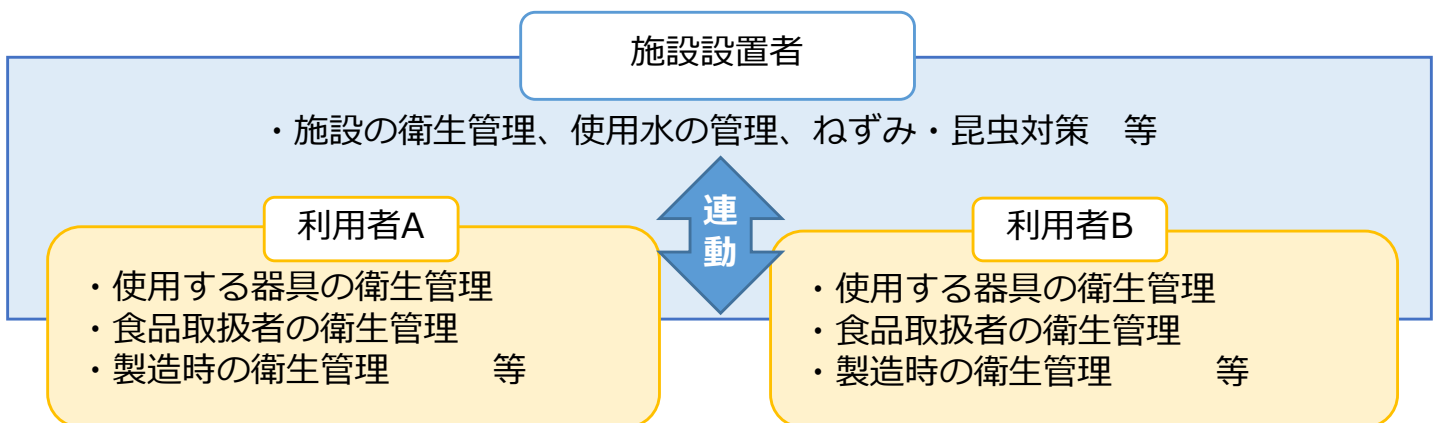 施設設置者
・施設の衛生管理、使用水の管理、ねずみ・昆虫対策　等
連動
利用者A
・使用する器具の衛生管理
・食品取扱者の衛生管理
・製造時の衛生管理　　　等
利用者B
・使用する器具の衛生管理
・食品取扱者の衛生管理
・製造時の衛生管理　　　等